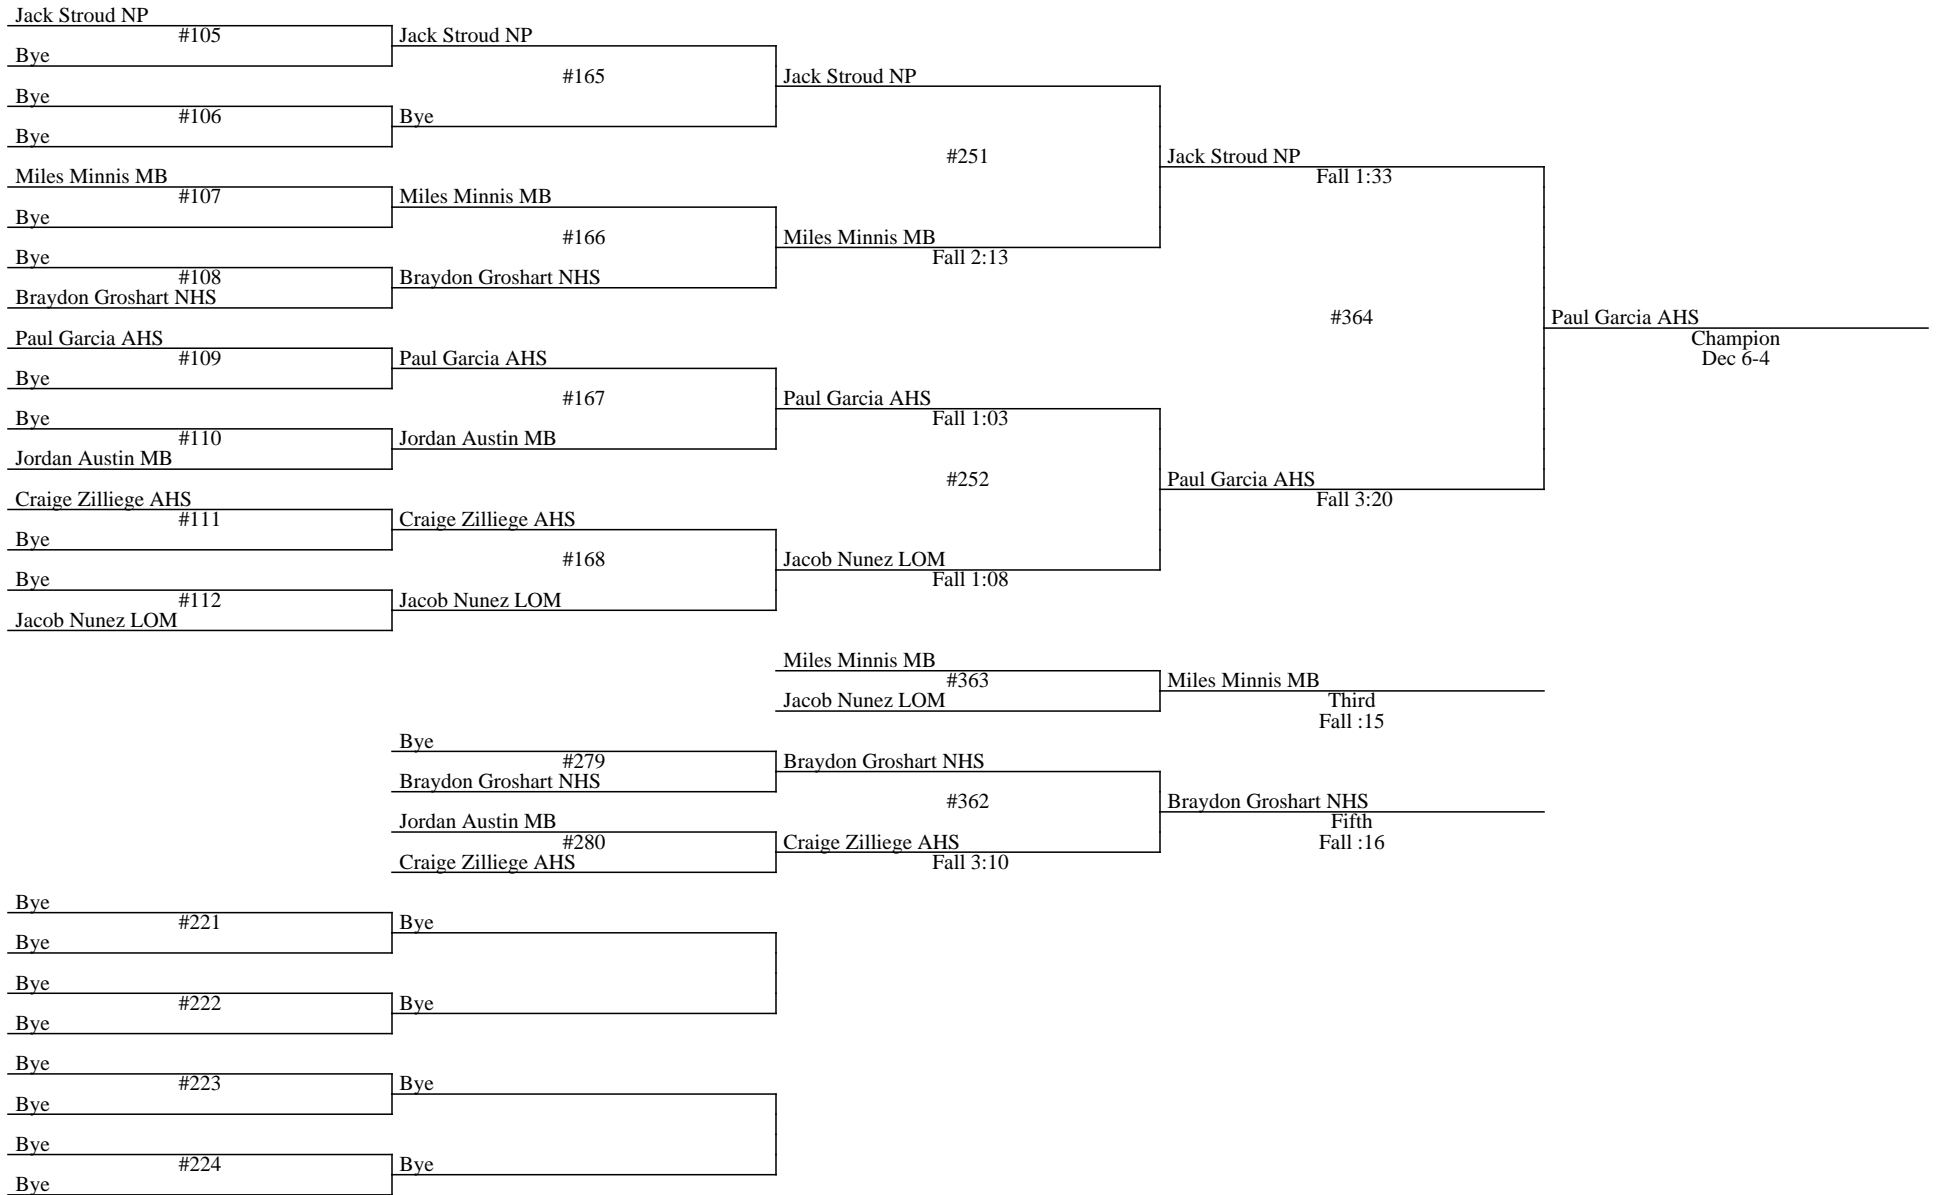 Jack Stroud NP
#105
Jack Stroud NP
Bye
#165
Jack Stroud NP
Bye
#106
Bye
Bye
#251
Jack Stroud NP
Fall 1:33
Miles Minnis MB
#107
Miles Minnis MB
Bye
#166
Miles Minnis MB
Fall 2:13
Bye
#108
Braydon Groshart NHS
Braydon Groshart NHS
#364
Paul Garcia AHS
Champion
Dec 6-4
Paul Garcia AHS
#109
Paul Garcia AHS
Bye
#167
Paul Garcia AHS
Fall 1:03
Bye
#110
Jordan Austin MB
Jordan Austin MB
#252
Paul Garcia AHS
Fall 3:20
Craige Zilliege AHS
#111
Craige Zilliege AHS
Bye
#168
Jacob Nunez LOM
Fall 1:08
Bye
#112
Jacob Nunez LOM
Jacob Nunez LOM
Miles Minnis MB
#363
Miles Minnis MB
Jacob Nunez LOM
Third
Fall :15
Bye
#279
Braydon Groshart NHS
Braydon Groshart NHS
#362
Braydon Groshart NHS
Fifth
Fall :16
Jordan Austin MB
#280
Craige Zilliege AHS
Craige Zilliege AHS
Fall 3:10
Bye
#221
Bye
Bye
Bye
#222
Bye
Bye
Bye
#223
Bye
Bye
Bye
#224
Bye
Bye